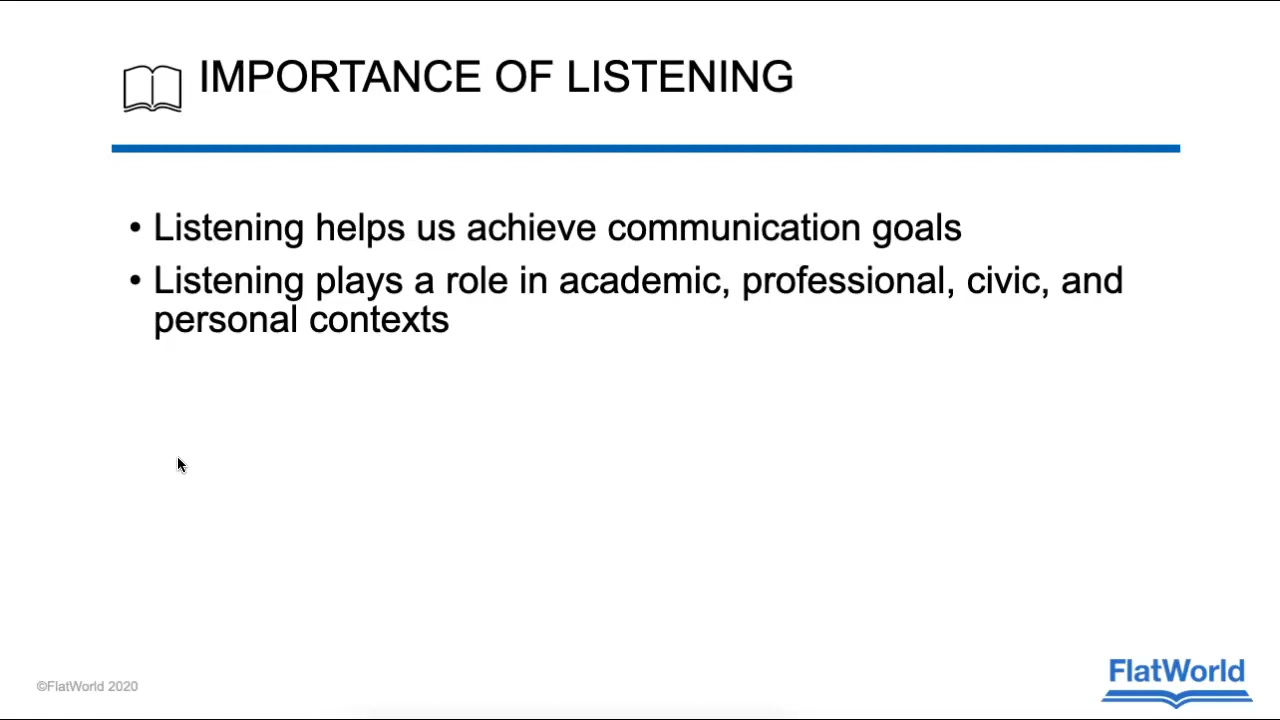 IMPORTANCE OF LISTENING
• Listening helps us achieve communication goals
• Listening plays a role in academic, professional, civic, and
personal contexts
©FlatWorld 2020
FlatWorld